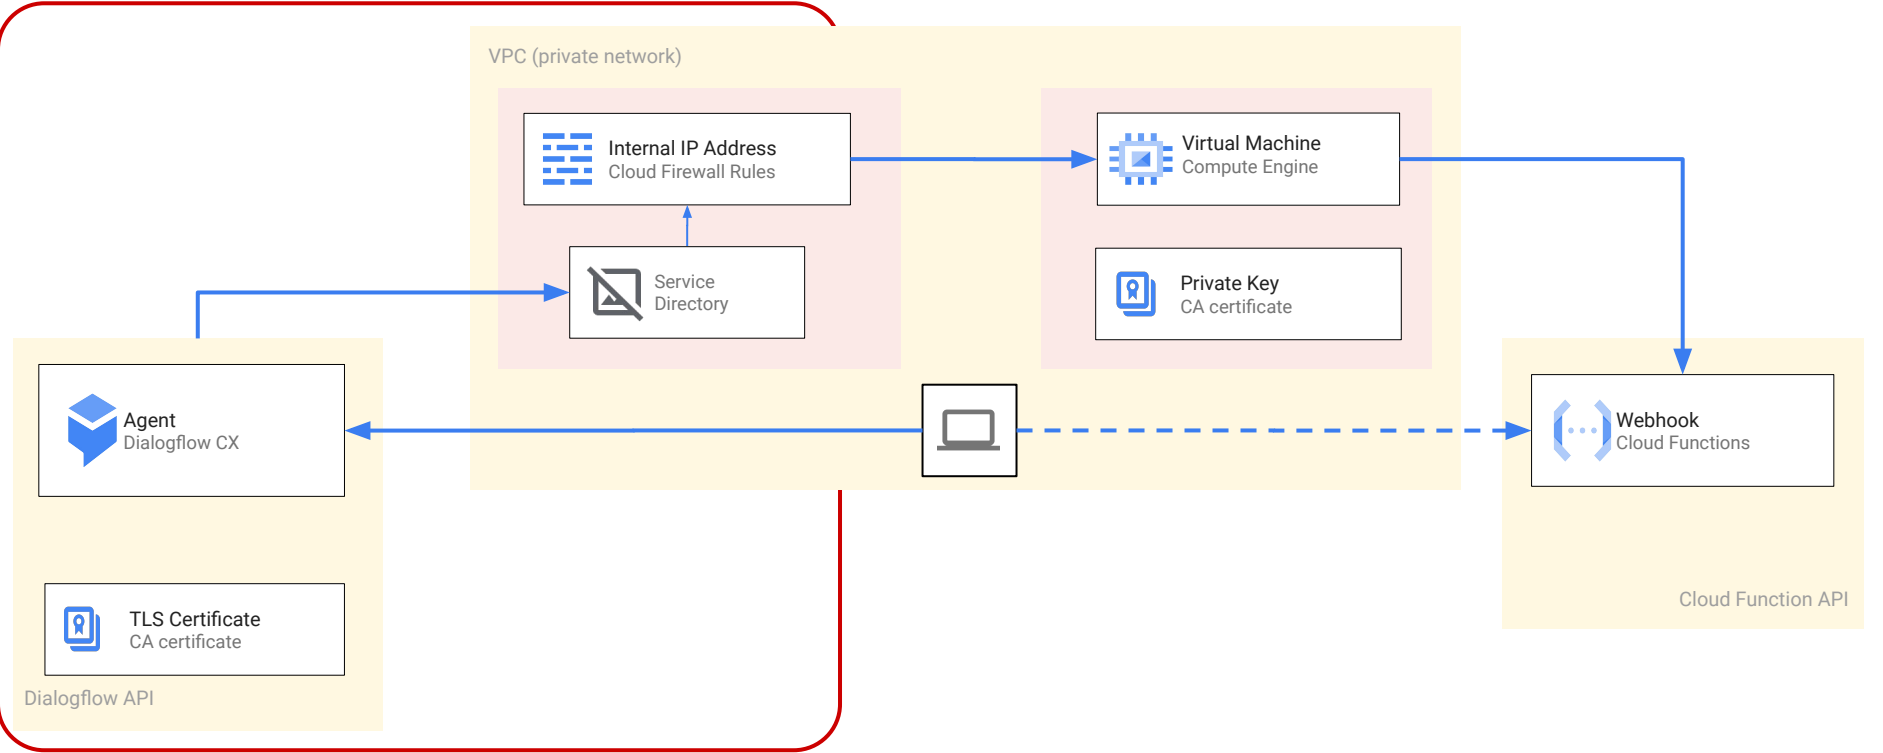 VPC (private network)
Internal IP Address
Cloud Firewall Rules
Virtual Machine
Compute Engine
Service
Directory
Private Key
CA certificate
Agent
Dialogflow CX
Webhook
Cloud Functions
TLS Certificate
CA certificate
Cloud Function API
Dialogflow API